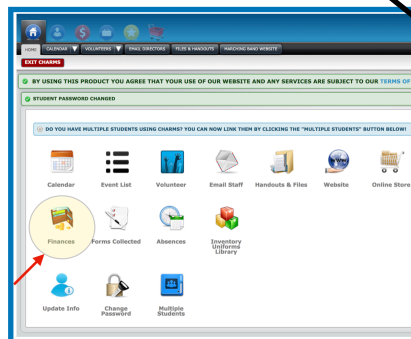 HOME CALENDAR VOLUNTEERS EMAIL DIRECTORS FILES & HANDOUTS MARCHING BAND WEBSITE
EXIT CHARMS
BY USING THIS PRODUCT YOU AGREE THAT YOUR USE OF OUR WEBSITE AND ANY SERVICES ARE SUBJECT TO OUR TERMS OF
STUDENT PASSWORD CHANGED
DO YOU HAVE MULTIPLE STUDENTS USING CHARMS? YOU CAN NOW LINK THEM BY CLICKING THE "MULTIPLE STUDENTS" BUTTON BELOW!
WWW
Calendar Event List Volunteer Email Staff Handouts & Files Website Online Store
Finances Forms Collected Absences Inventory
Uniforms
Library
Update Info Change Multiple
Password Students